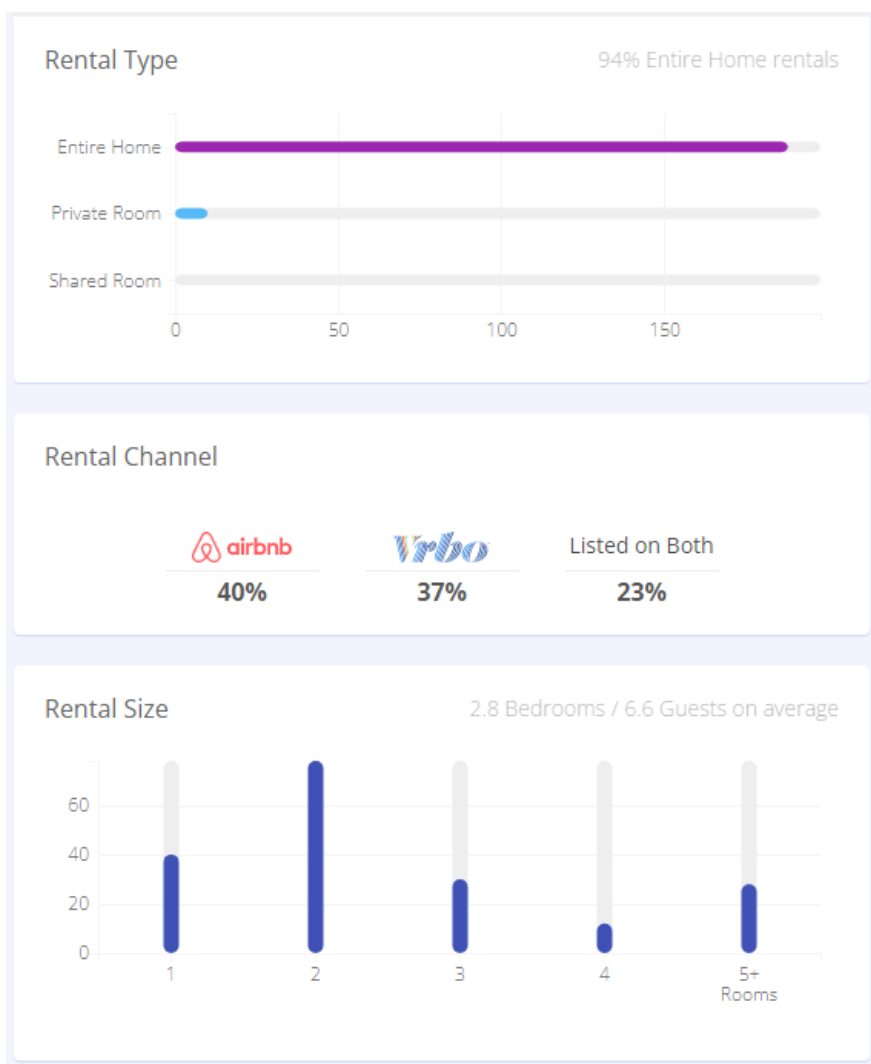 Rental Type
94% Entire Home rentals
Entire Home
Private Room
Shared Room
0 50 100 150
Rental Channel
airbnb Vrbo Listed on Both
40% 37% 23%
Rental Size
2.8 Bedrooms / 6.6 Guests on average
60
40
20
0
1 2 3 4 5+
Rooms